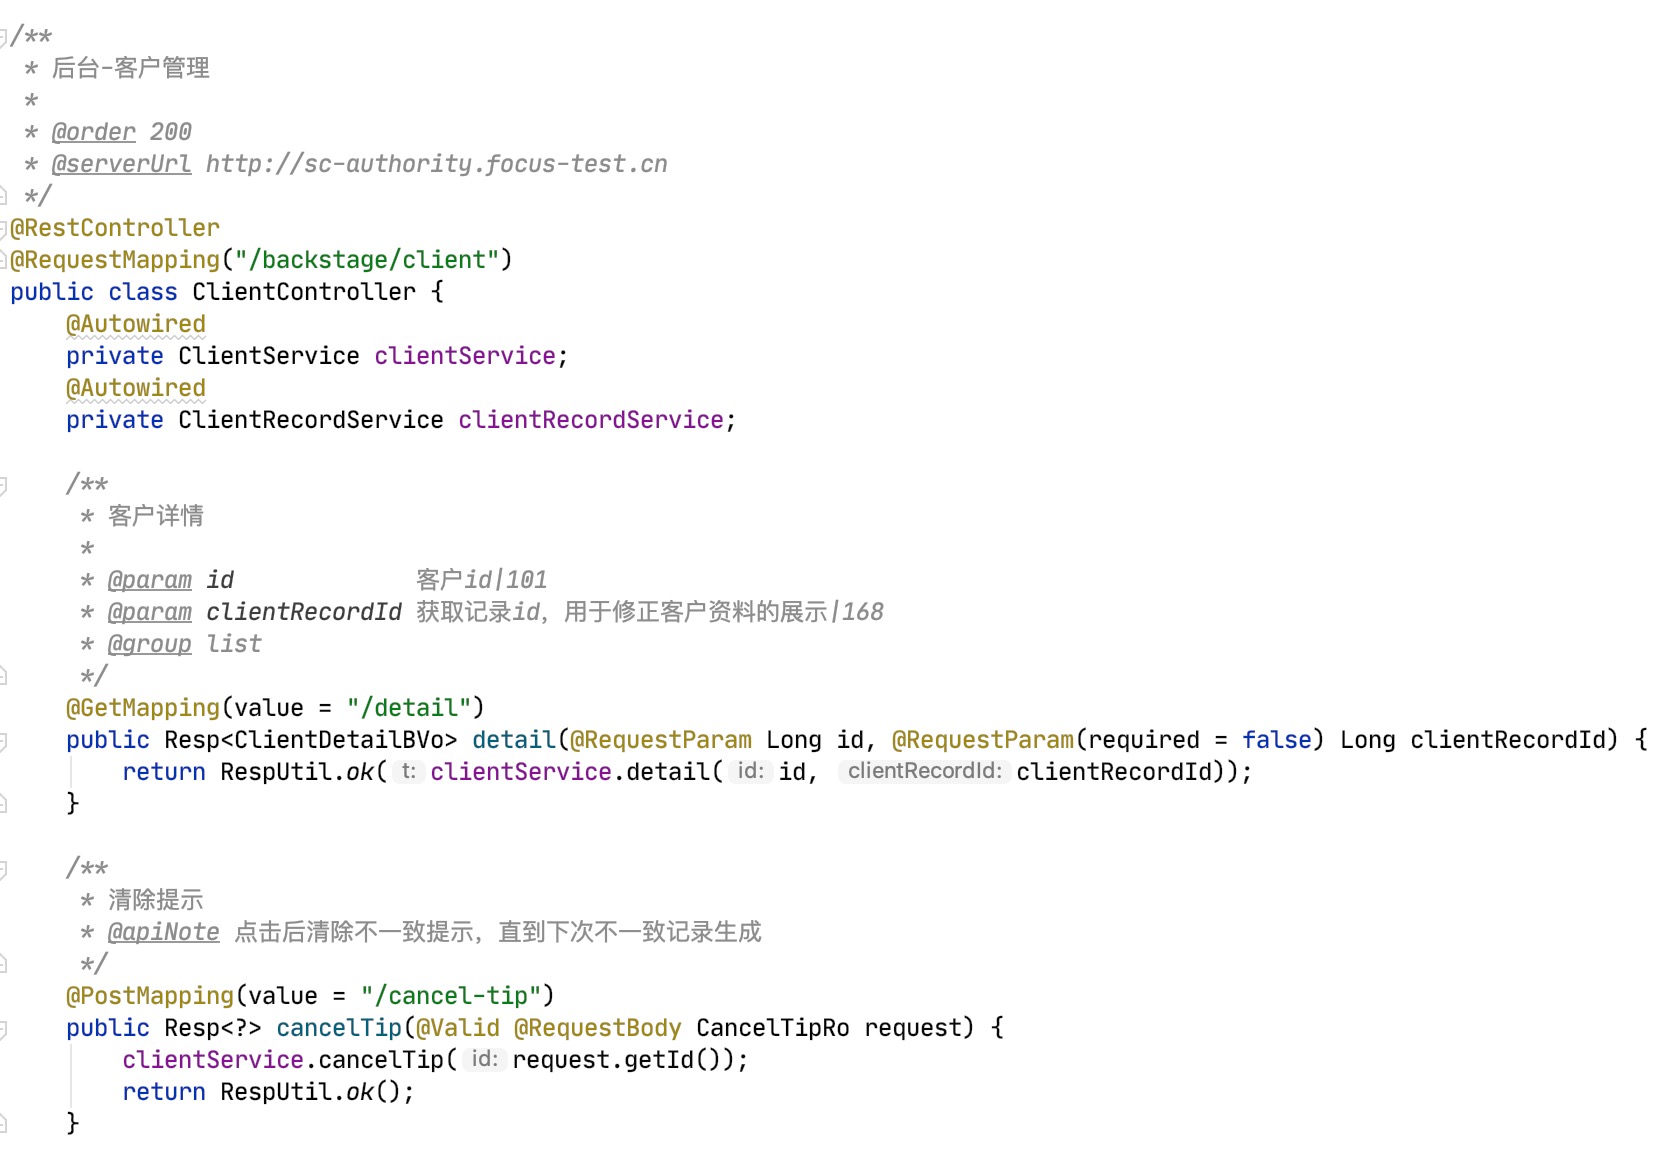 /**
 * 后台-客户管理
 *
 * @order 200
 * @serverUrl http://sc-authority.focus-test.cn
 */
@RestController
@RequestMapping("/backstage/client")
public class ClientController {
    @Autowired
    private ClientService clientService;
    @Autowired
    private ClientRecordService clientRecordService;

    /**
     * 客户详情
     *
     * @param id             客户id|101
     * @param clientRecordId 获取记录id，用于修正客户资料的展示|168
     * @group list
     */
    @GetMapping(value = "/detail")
    public Resp<ClientDetailBVo> detail(@RequestParam Long id, @RequestParam(required = false) Long clientRecordId) {
        return RespUtil.ok( t: clientService.detail( id: id,  clientRecordId: clientRecordId));
    }

    /**
     * 清除提示
     * @apiNote 点击后清除不一致提示，直到下次不一致记录生成
     */
    @PostMapping(value = "/cancel-tip")
    public Resp<?> cancelTip(@Valid @RequestBody CancelTipRo request) {
        clientService.cancelTip( id: request.getId());
        return RespUtil.ok();
    }